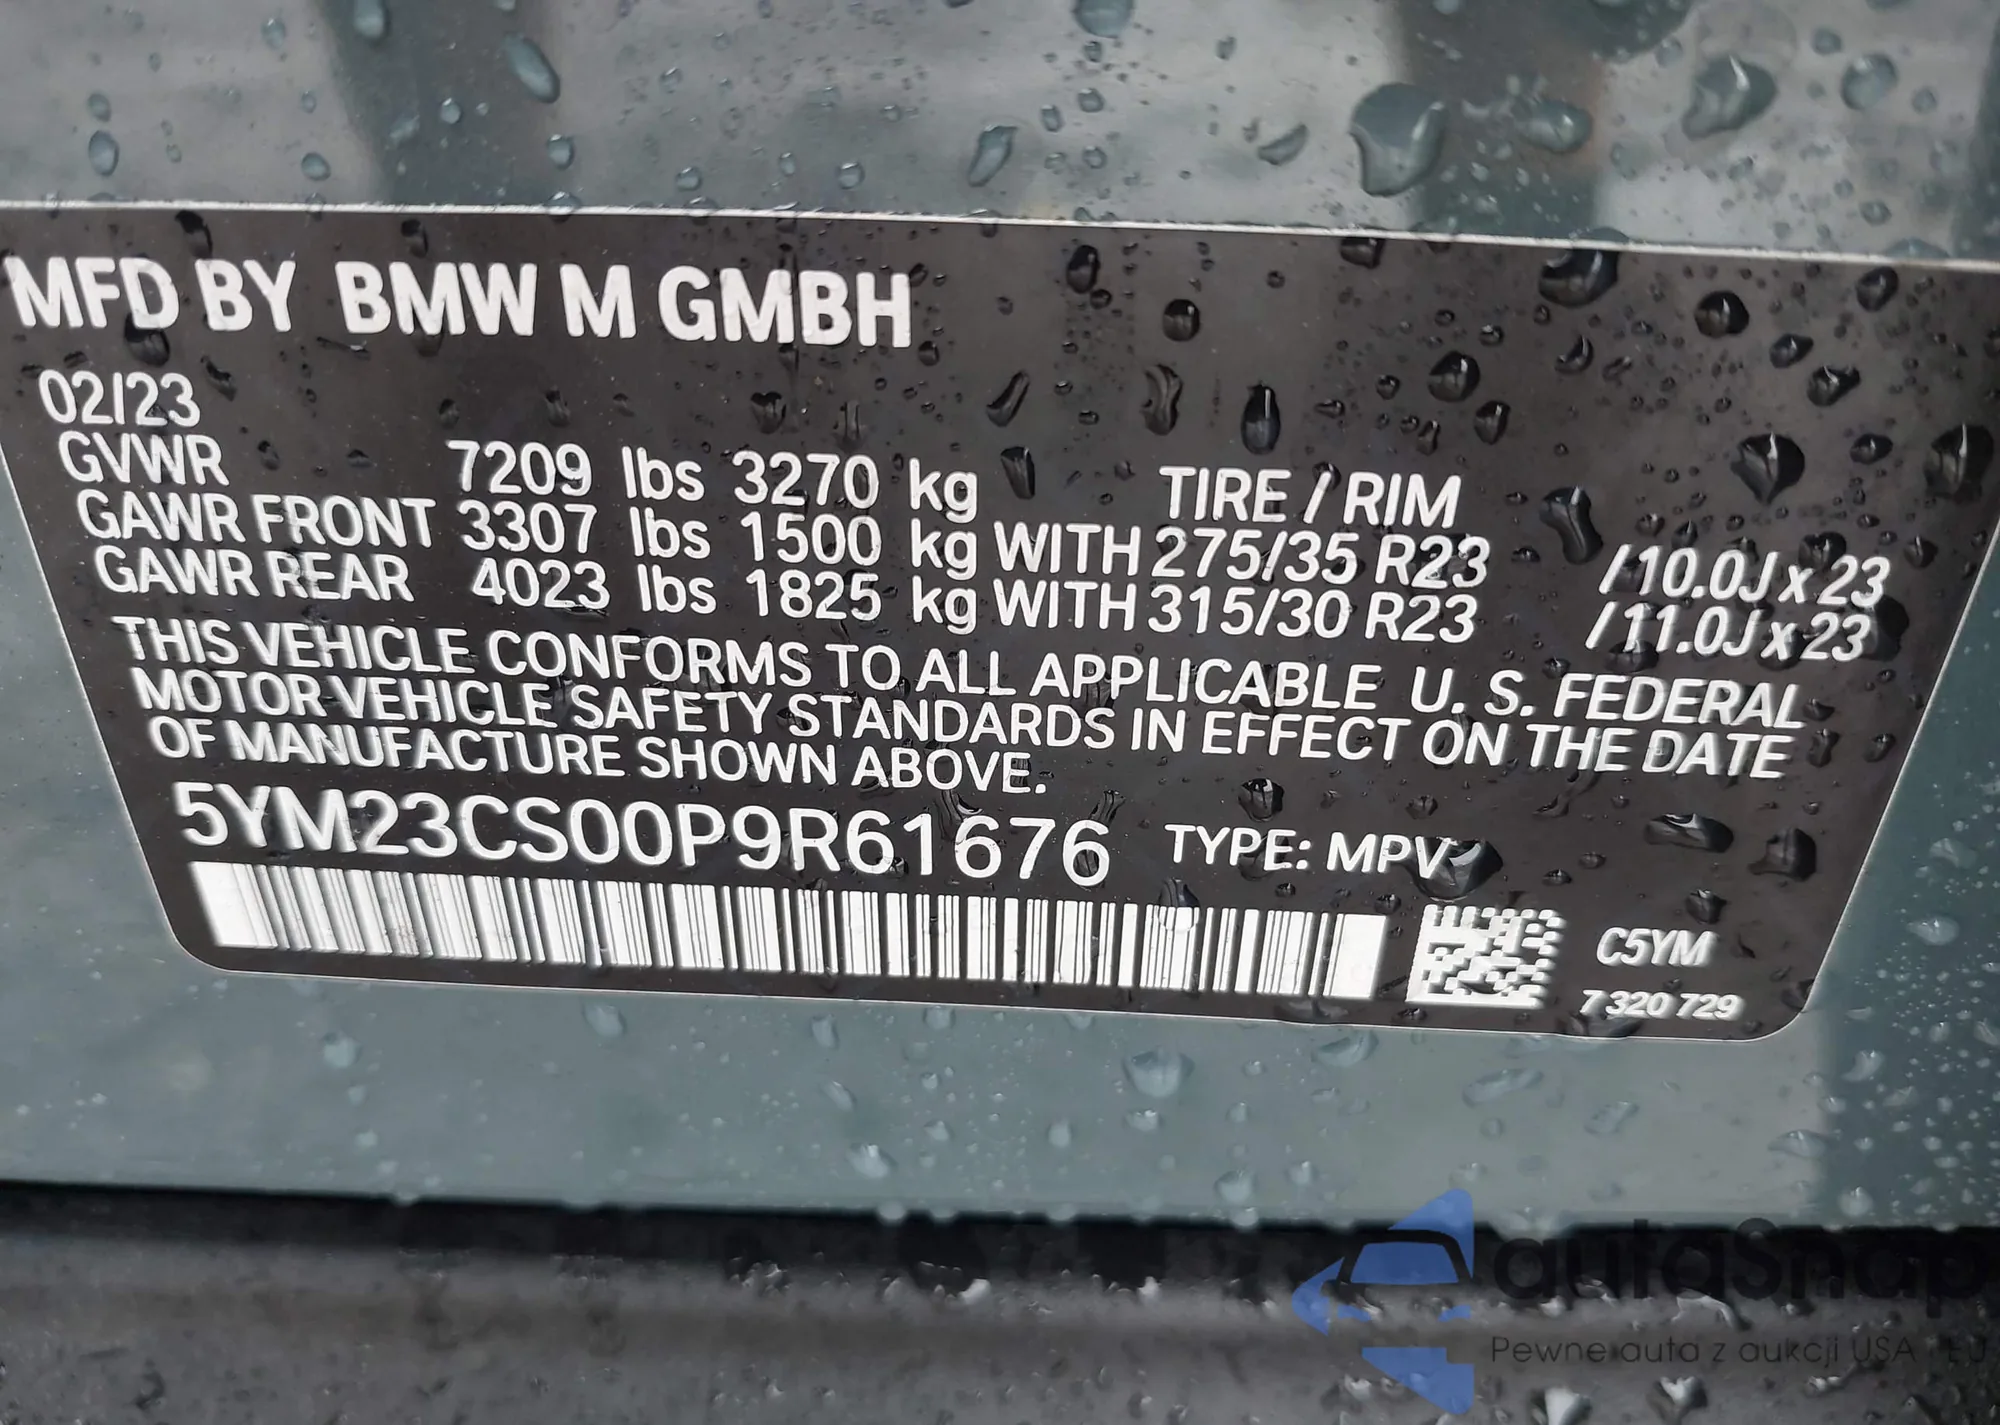 MFD BY BMW M GMBH
02/23
GVWR 7209 lbs 3270 kg TIRE / RIM
GAWR FRONT 3307 lbs 1500 kg WITH 275/35 R23 / 10.0J x 23
GAWR REAR 4023 lbs 1825 kg WITH 315/30 R23 / 11.0J x 23
THIS VEHICLE CONFORMS TO ALL APPLICABLE U. S. FEDERAL
MOTOR VEHICLE SAFETY STANDARDS IN EFFECT ON THE DATE
OF MANUFACTURE SHOWN ABOVE.
5YM23CS00P9R61676 TYPE: MPV
C5YM
7 320 729
autaSnap
Pewne auta z aukcji USA i EU